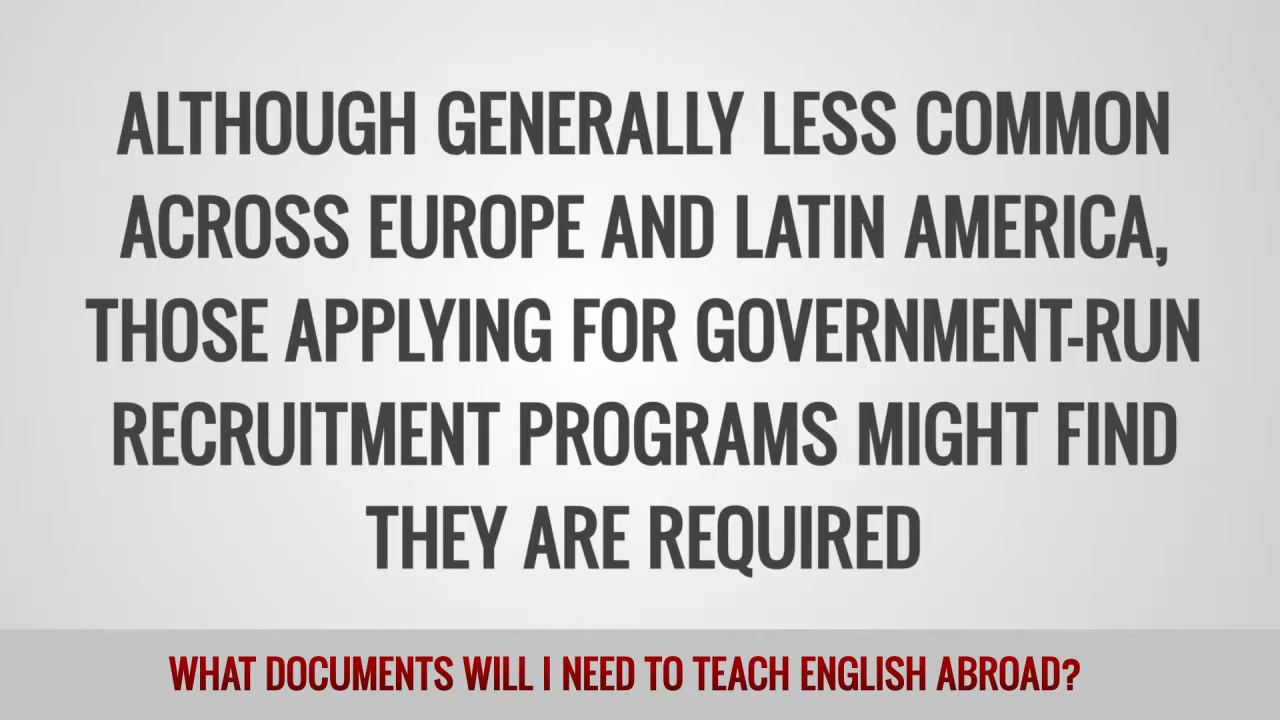 ALTHOUGH GENERALLY LESS COMMON
ACROSS EUROPE AND LATIN AMERICA,
THOSE APPLYING FOR GOVERNMENT-RUN
RECRUITMENT PROGRAMS MIGHT FIND
THEY ARE REQUIRED
WHAT DOCUMENTS WILL I NEED TO TEACH ENGLISH ABROAD?